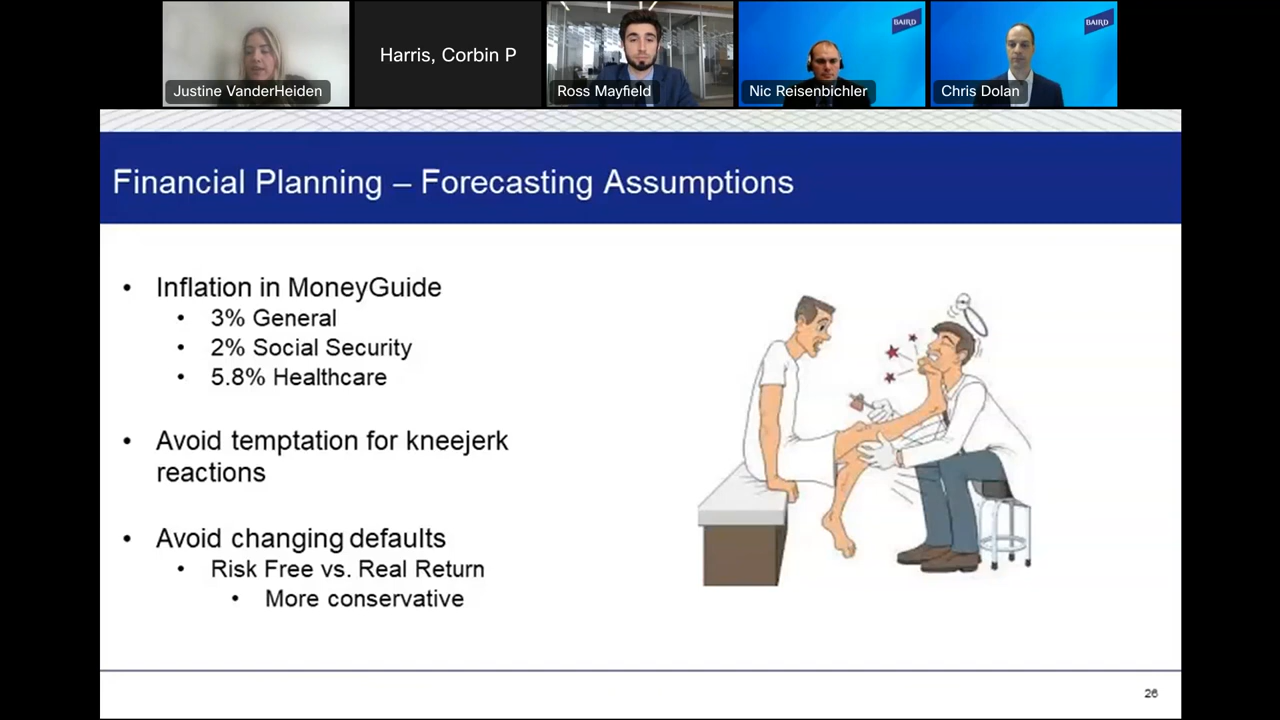 Justine VanderHeiden
Harris, Corbin P
Ross Mayfield
BAIRD
Nic Reisenbichler
BAIRD
Chris Dolan
Financial Planning – Forecasting Assumptions
• Inflation in MoneyGuide
• 3% General
• 2% Social Security
• 5.8% Healthcare
• Avoid temptation for kneejerk
reactions
• Avoid changing defaults
• Risk Free vs. Real Return
• More conservative
26